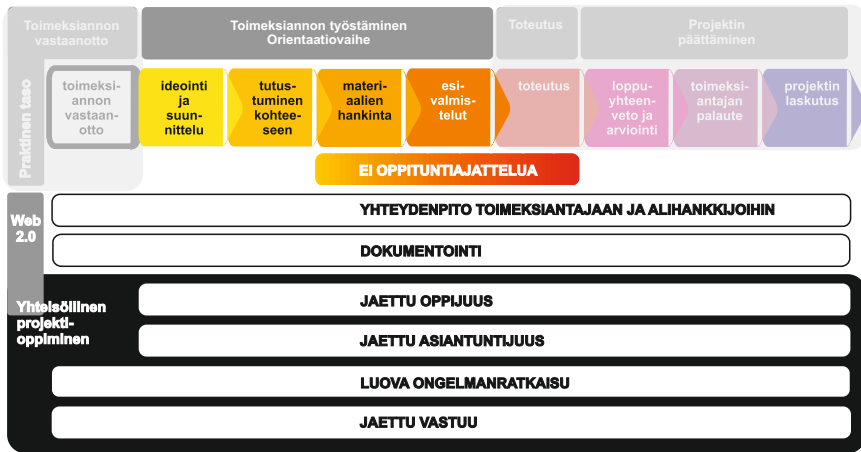 Toimeksiannon
vastaanotto
Toimeksiannon työstäminen
Orientaatiovaihe
Toteutus
Projektin
päättäminen
Praktinen taso
toimeksi-
annon
vastaan-
otto
ideointi
ja
suun-
nittelu
tutus-
tuminen
kohtee-
seen
materi-
aalien
hankinta
esi-
valmis-
telut
toteutus
loppu-
yhteen-
veto ja
arviointi
toimeksi-
antajan
palaute
projektin
laskutus
EI OPPITUNTIAJATTELUA
Web
2.0
YHTEYDENPITO TOIMEKSIANTAJAAN JA ALIHANKKIJOIHIN
DOKUMENTOINTI
Yhteisöllinen
projekti-
oppiminen
JAETTU OPPIJUUS
JAETTU ASIANTUNTIJUUS
LUOVA ONGELMANRATKAISU
JAETTU VASTUU